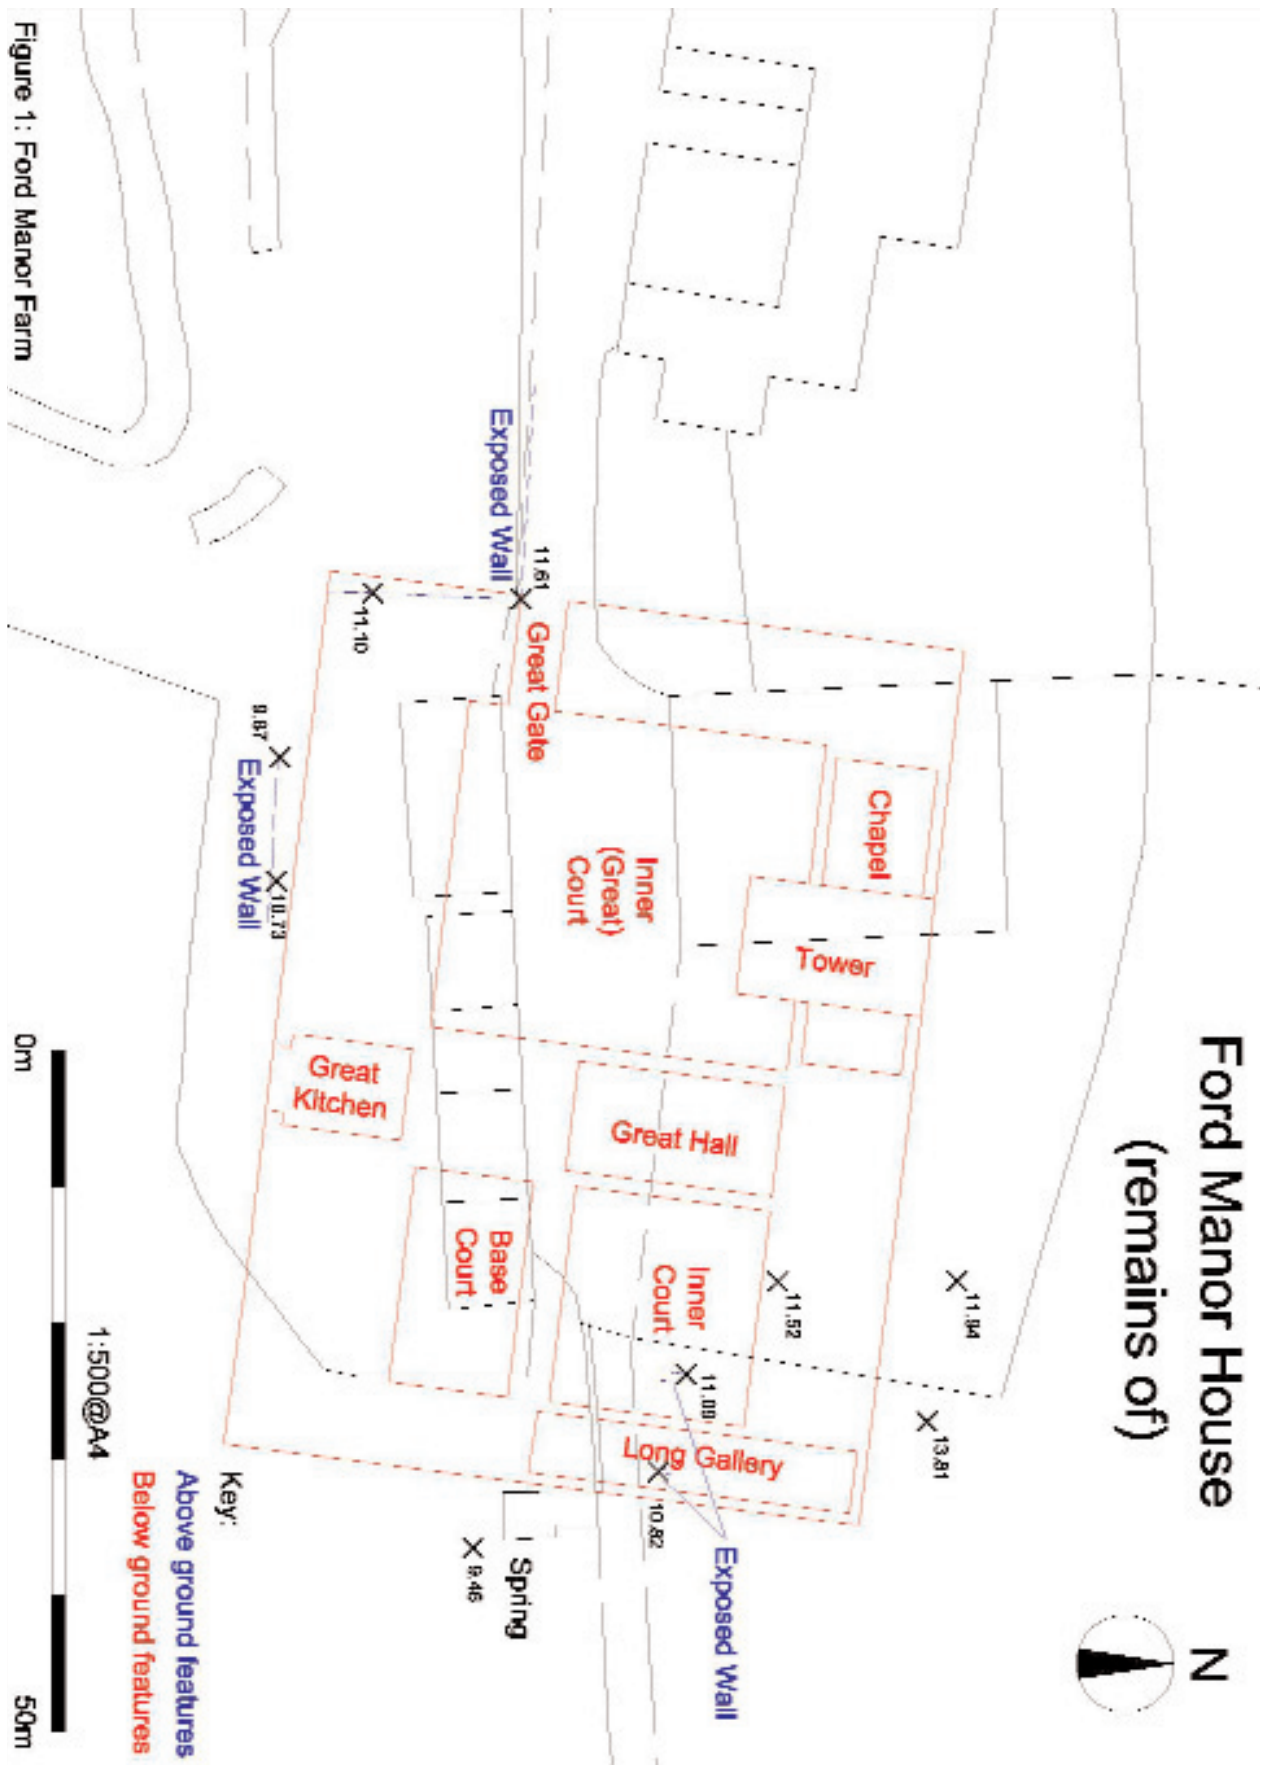 Ford Manor House
(remains of)
N
Chapel
Tower
Inner
(Great)
Court
Great Gate
11.61
Exposed Wall
11.10
9.87
Exposed Wall
10.73
Great
Kitchen
Great Hall
Base
Court
Inner
Court
11.52
11.94
11.09
13.81
Long Gallery
10.82
Exposed Wall
Spring
9.46
Key:
Above ground features
Below ground features
0m
1:500@A4
50m
Figure 1: Ford Manor Farm